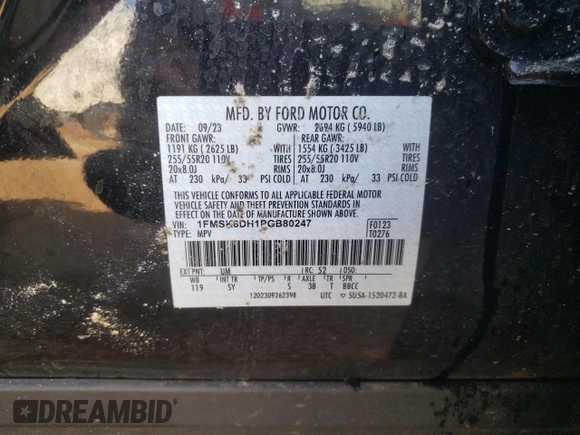 MFD. BY FORD MOTOR CO.
DATE: 09/23 GVWR: 2694 KG ( 5940 LB)
FRONT GAWR: REAR GAWR:
1191 KG ( 2625 LB) WITH 1554 KG ( 3425 LB) WITH
255/55R20 110V TIRES 255/55R20 110V TIRES
20x8.0J RIMS 20x8.0J RIMS
AT 230 kPa/ 33 PSI COLD AT 230 kPa/ 33 PSI COLD
THIS VEHICLE CONFORMS TO ALL APPLICABLE FEDERAL MOTOR
VEHICLE SAFETY AND THEFT PREVENTION STANDARDS
IN EFFECT ON THE DATE OF MANUFACTURE SHOWN ABOVE.
VIN: 1FMSK8DH1PGB80247 F0123
TYPE: MPV T0276
EXT PNT: UM RC: 52 DSO:
WB INT TR TP/PS R AXLE TR SPR
119 SY S 3B T BBCC
1202309262398 UTC ▽ 5U5A-1520472-BA
DREAMBID.COM